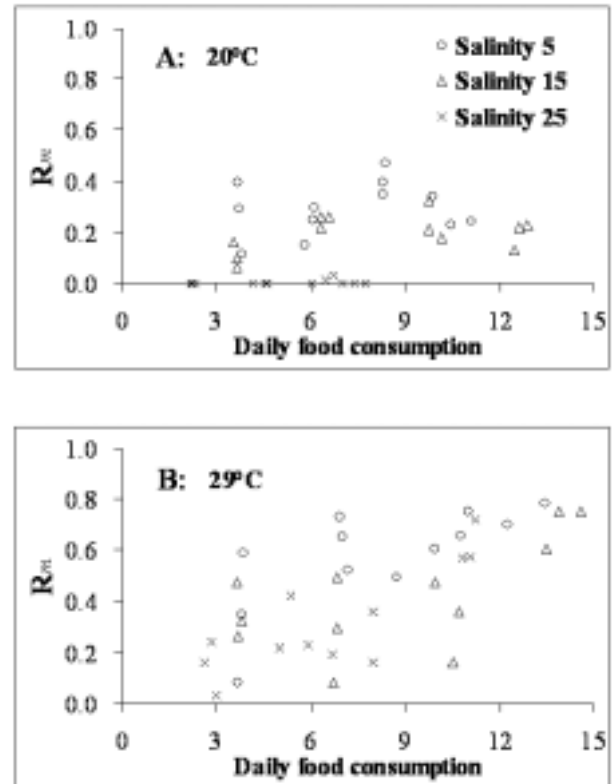 A: 20°C
○ Salinity 5
△ Salinity 15
× Salinity 25
1.0
0.8
0.6
0.4
0.2
0.0
Rm
0 3 6 9 12 15
Daily food consumption
B: 29°C
1.0
0.8
0.6
0.4
0.2
0.0
Rm
0 3 6 9 12 15
Daily food consumption